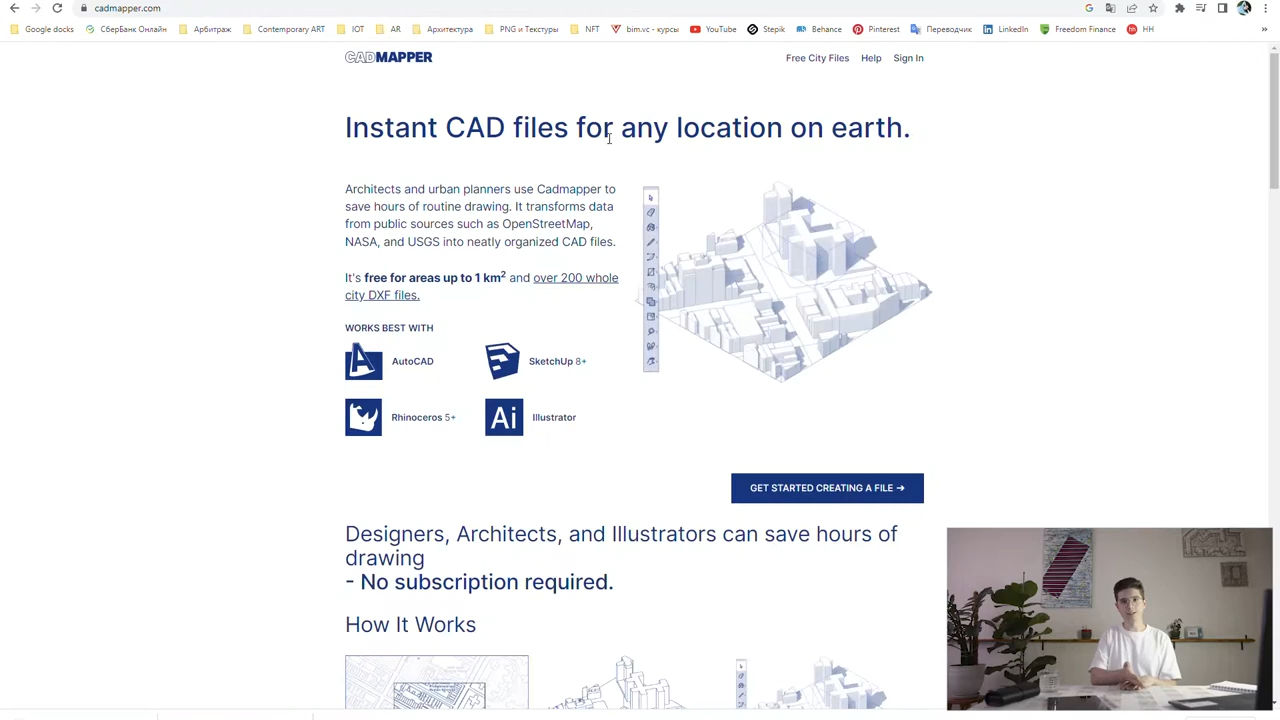 cadmapper.com
Google docks
СберБанк Онлайн
Арбитраж
Contemporary ART
IOT
AR
Архитектура
PNG и Текстуры
NFT
bim.vc - курсы
YouTube
Stepik
Behance
Pinterest
Переводчик
LinkedIn
Freedom Finance
hh
HH
»
CADMAPPER
Free City Files
Help
Sign In
Instant CAD files for any location on earth.
Architects and urban planners use Cadmapper to
save hours of routine drawing. It transforms data
from public sources such as OpenStreetMap,
NASA, and USGS into neatly organized CAD files.
It's free for areas up to 1 km² and over 200 whole
city DXF files.
WORKS BEST WITH
AutoCAD
SketchUp 8+
Rhinoceros 5+
Ai
Illustrator
GET STARTED CREATING A FILE ➔
Designers, Architects, and Illustrators can save hours of
drawing
- No subscription required.
How It Works